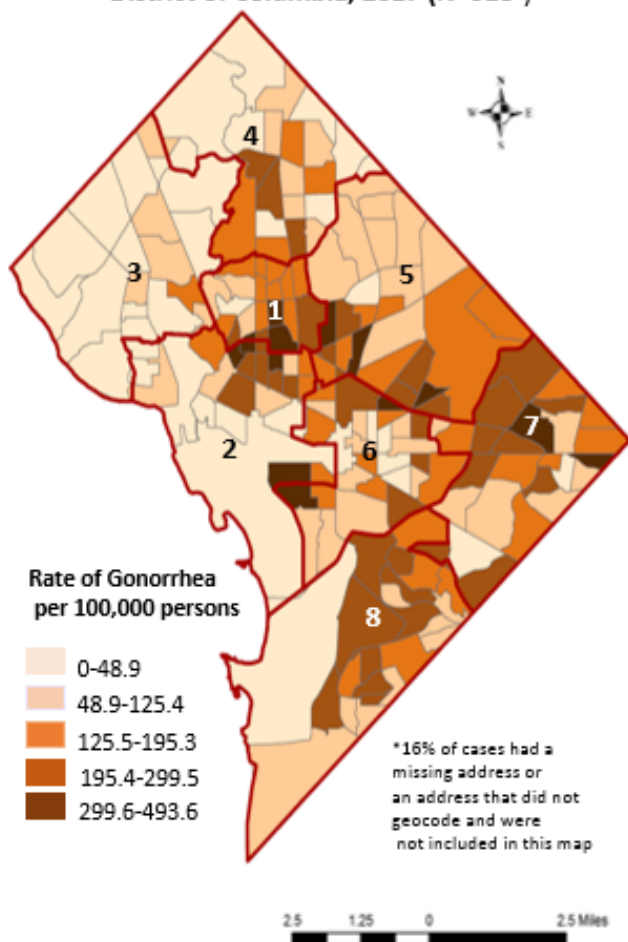 N
W E
S
4
3
5
1
7
2
6
8
Rate of Gonorrhea
per 100,000 persons
0-48.9
48.9-125.4
125.5-195.3
195.4-299.5
299.6-493.6
*16% of cases had a
missing address or
an address that did not
geocode and were
not included in this map
2.5 1.25 0 2.5 Miles